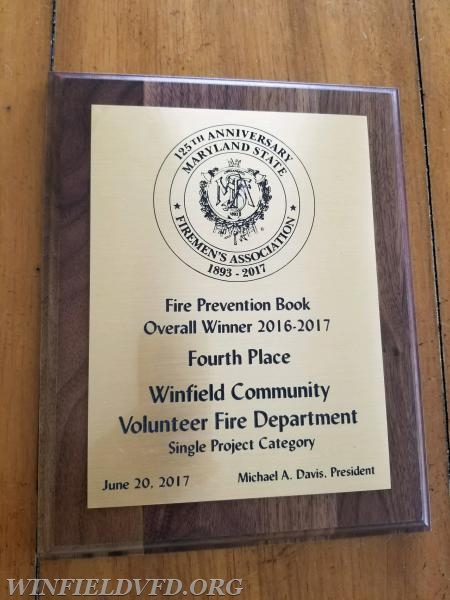 125TH ANNIVERSARY
MARYLAND STATE
★ FIREMEN'S ASSOCIATION ★
1893 - 2017
Fire Prevention Book
Overall Winner 2016-2017
Fourth Place
Winfield Community
Volunteer Fire Department
Single Project Category
June 20, 2017 Michael A. Davis, President
WINFIELDVFD.ORG